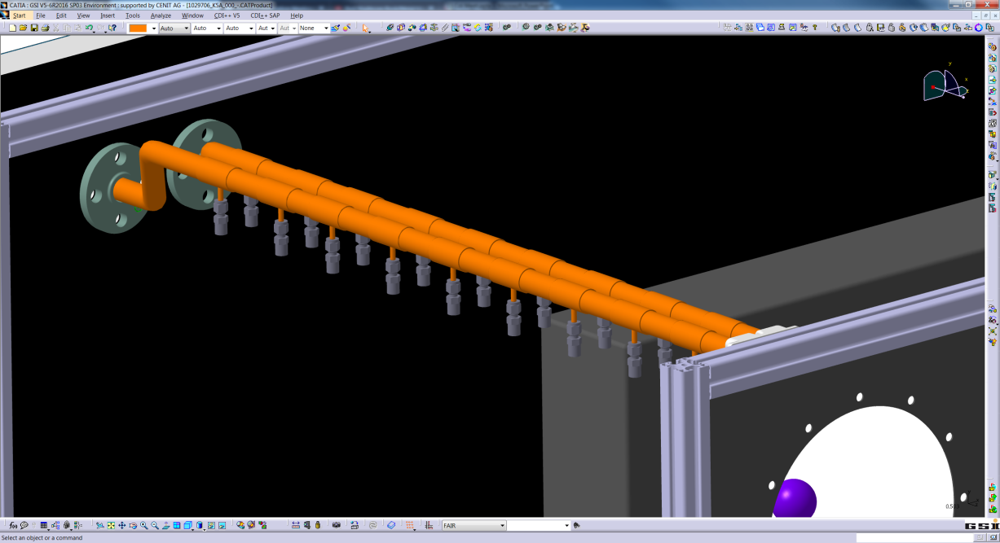 CATIA : GSI V5-6R2016 SP03 Environment : supported by CENIT AG - [1029706_K5A_000_-.CATProduct]
Start File Edit View Insert Tools Analyze Window CDI++ V5 CDI+ SAP Help
Auto Auto Auto Aut Aut None
y
x
FAIR
GSI
Select an object or a command